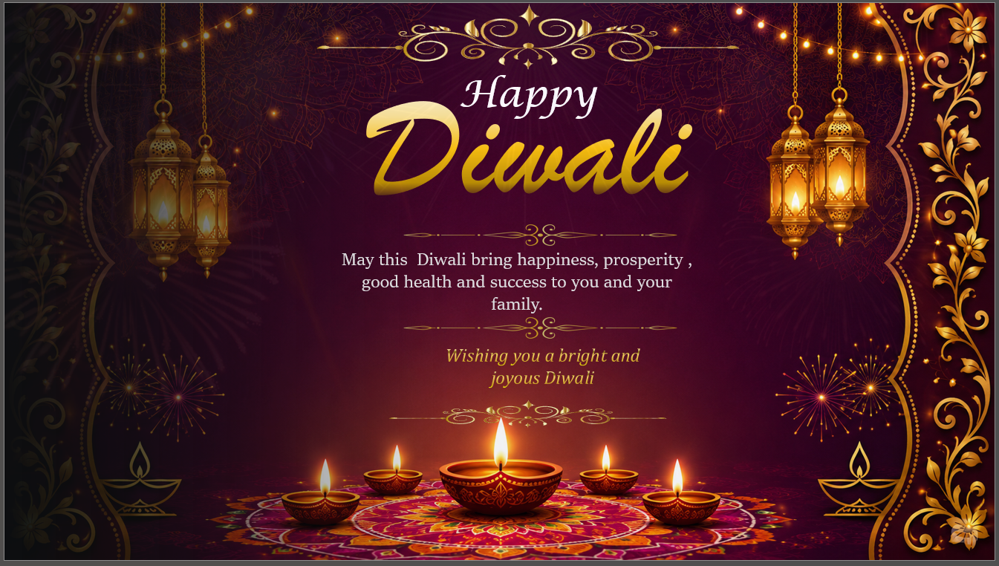 Happy
Diwali
May this  Diwali bring happiness, prosperity ,
good health and success to you and your
family.
Wishing you a bright and
joyous Diwali